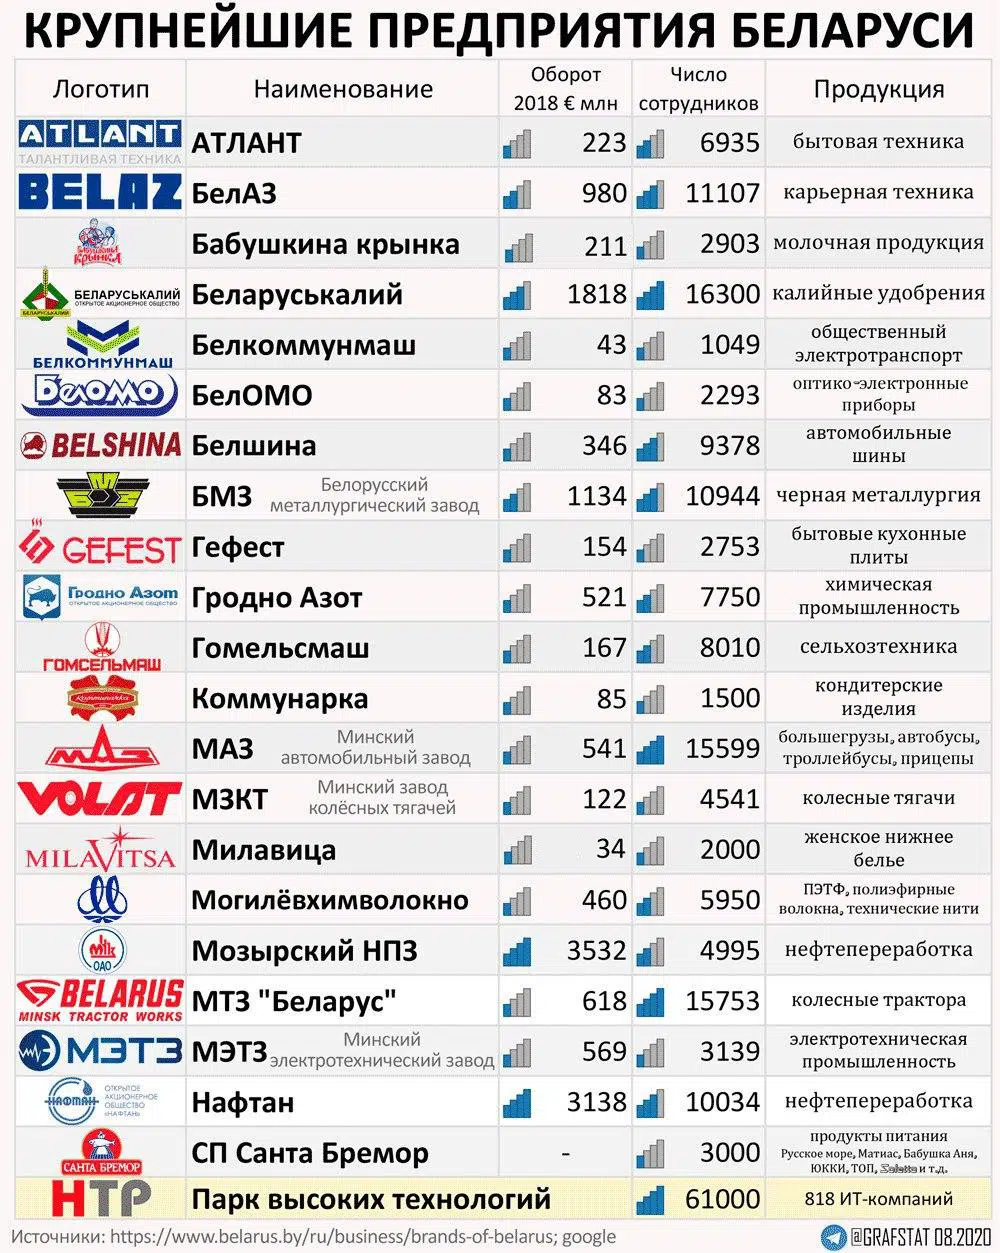 КРУПНЕЙШИЕ ПРЕДПРИЯТИЯ БЕЛАРУСИ
Логотип Наименование Оборот 2018 € млн Число сотрудников Продукция
ATLANT ТАЛАНТЛИВАЯ ТЕХНИКА АТЛАНТ 223 6935 бытовая техника
BELAZ БелАЗ 980 11107 карьерная техника
Бабушкина крынка Бабушкина крынка 211 2903 молочная продукция
БЕЛАРУСЬКАЛИЙ БЕЛАРУСЬКАЛИЙ ОТКРЫТОЕ АКЦИОНЕРНОЕ ОБЩЕСТВО Беларуськалий 1818 16300 калийные удобрения
БЕЛКОММУНМАШ Белкоммунмаш 43 1049 общественный электротранспорт
БелОМО БелОМО 83 2293 оптико-электронные приборы
BELSHINA Белшина 346 9378 автомобильные шины
БМЗ Белорусский металлургический завод 1134 10944 черная металлургия
GEFEST Гефест 154 2753 бытовые кухонные плиты
Гродно Азот ОТКРЫТОЕ АКЦИОНЕРНОЕ ОБЩЕСТВО Гродно Азот 521 7750 химическая промышленность
ГОМСЕЛЬМАШ Гомельсмаш 167 8010 сельхозтехника
Коммунарка Коммунарка 85 1500 кондитерские изделия
МАЗ МАЗ Минский автомобильный завод 541 15599 большегрузы, автобусы, троллейбусы, прицепы
VOLAT МЗКТ Минский завод колёсных тягачей 122 4541 колесные тягачи
MILAVITSA Милавица 34 2000 женское нижнее белье
Могилёвхимволокно 460 5950 ПЭТФ, полиэфирные волокна, технические нити
ОАО Мозырский НПЗ 3532 4995 нефтепереработка
BELARUS MINSK TRACTOR WORKS МТЗ "Беларус" 618 15753 колесные трактора
МЭТЗ МЭТЗ Минский электротехнический завод 569 3139 электротехническая промышленность
НАФТАН ОТКРЫТОЕ АКЦИОНЕРНОЕ ОБЩЕСТВО «НАФТАН» Нафтан 3138 10034 нефтепереработка
САНТА БРЕМОР СП Санта Бремор - 3000 продукты питания Русское море, Матиас, Бабушка Аня, ЮККИ, ТОП, и т.д.
НТР Парк высоких технологий 61000 818 ИТ-компаний
Источники: https://www.belarus.by/ru/business/brands-of-belarus; google @GRAFSTAT 08.2020